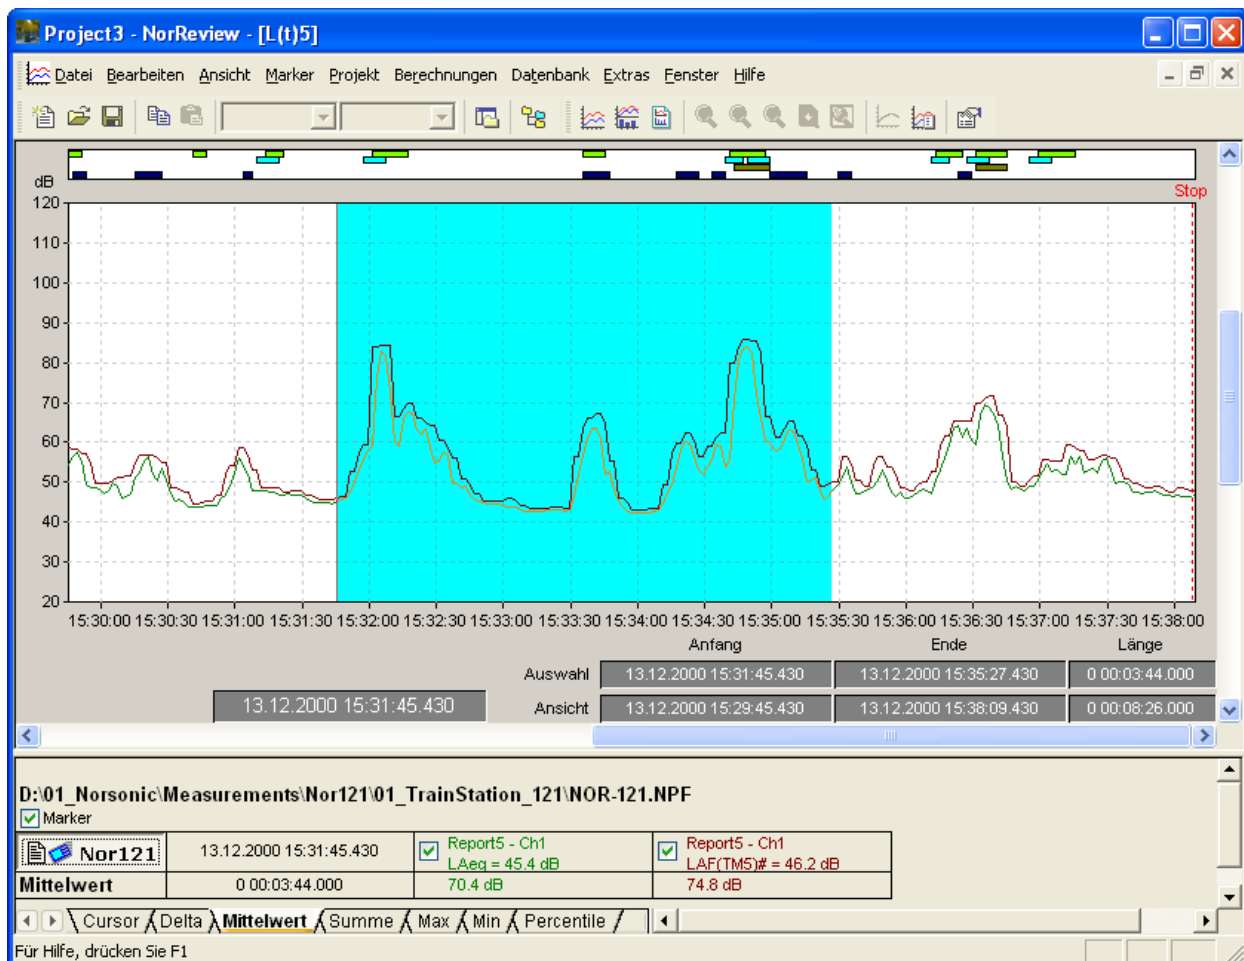 Project3 - NorReview - [L(t)5]
Datei Bearbeiten Ansicht Marker Projekt Berechnungen Datenbank Extras Fenster Hilfe
dB
Stop
120
110
100
90
80
70
60
50
40
30
20
15:30:00 15:30:30 15:31:00 15:31:30 15:32:00 15:32:30 15:33:00 15:33:30 15:34:00 15:34:30 15:35:00 15:35:30 15:36:00 15:36:30 15:37:00 15:37:30 15:38:00
Anfang Ende Länge
Auswahl 13.12.2000 15:31:45.430 13.12.2000 15:35:27.430 0 00:03:44.000
13.12.2000 15:31:45.430 Ansicht 13.12.2000 15:29:45.430 13.12.2000 15:38:09.430 0 00:08:26.000
D:\01_Norsonic\Measurements\Nor121\01_TrainStation_121\NOR-121.NPF
Marker
Nor121 13.12.2000 15:31:45.430 Report5 - Ch1 LAeq = 45.4 dB Report5 - Ch1 LAF(TM5)# = 46.2 dB
Mittelwert 0 00:03:44.000 70.4 dB 74.8 dB
Cursor Delta Mittelwert Summe Max Min Percentile
Für Hilfe, drücken Sie F1